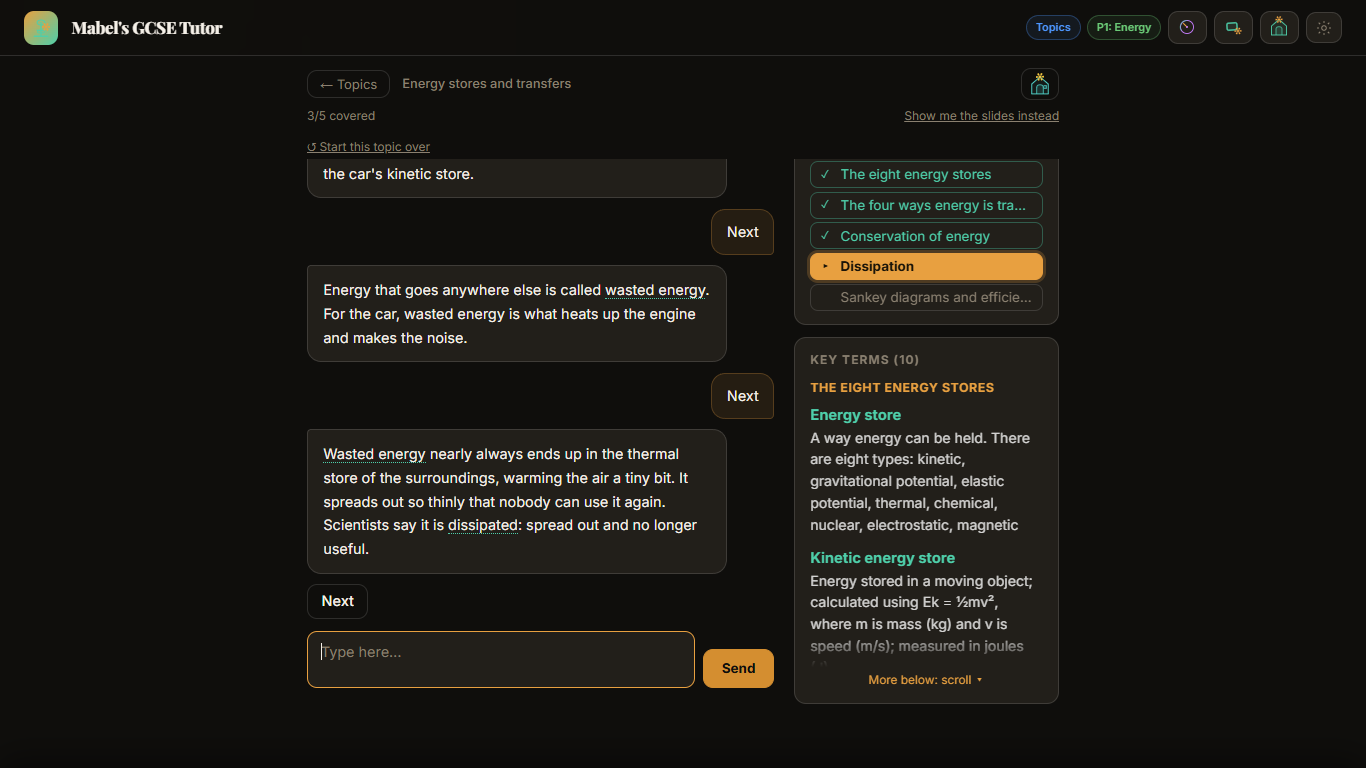 Mabel's GCSE Tutor
Topics
P1: Energy
← Topics
Energy stores and transfers
3/5 covered
Show me the slides instead
↺ Start this topic over
the car's kinetic store.
Next
Energy that goes anywhere else is called wasted energy.
For the car, wasted energy is what heats up the engine
and makes the noise.
Next
Wasted energy nearly always ends up in the thermal
store of the surroundings, warming the air a tiny bit. It
spreads out so thinly that nobody can use it again.
Scientists say it is dissipated: spread out and no longer
useful.
Next
Type here...
Send
✓ The eight energy stores
✓ The four ways energy is tra...
✓ Conservation of energy
▸ Dissipation
Sankey diagrams and efficie...
KEY TERMS (10)
THE EIGHT ENERGY STORES
Energy store
A way energy can be held. There
are eight types: kinetic,
gravitational potential, elastic
potential, thermal, chemical,
nuclear, electrostatic, magnetic
Kinetic energy store
Energy stored in a moving object;
calculated using Ek = ½mv²,
where m is mass (kg) and v is
speed (m/s); measured in joules
More below: scroll ▾